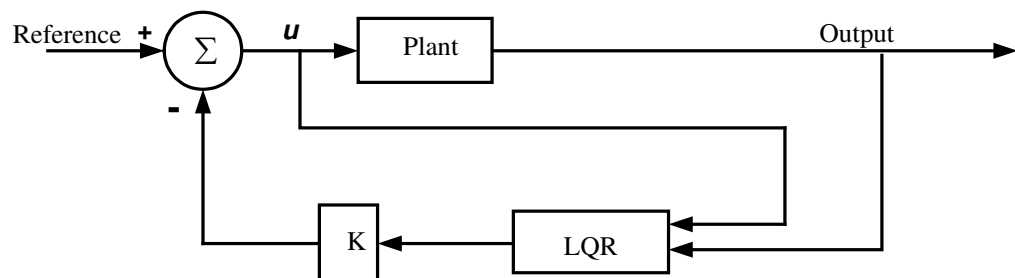 Reference
+
Σ
u
Plant
Output
-
K
LQR